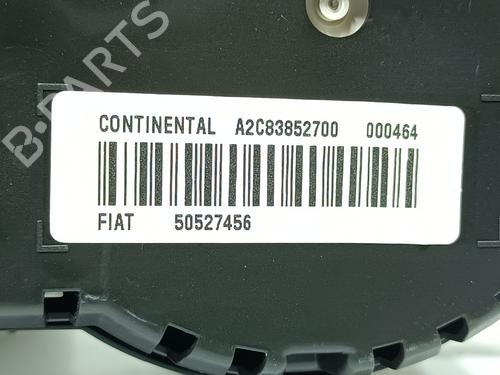 B-PARTS
CONTINENTAL A2C83852700 000464
FIAT 50527456